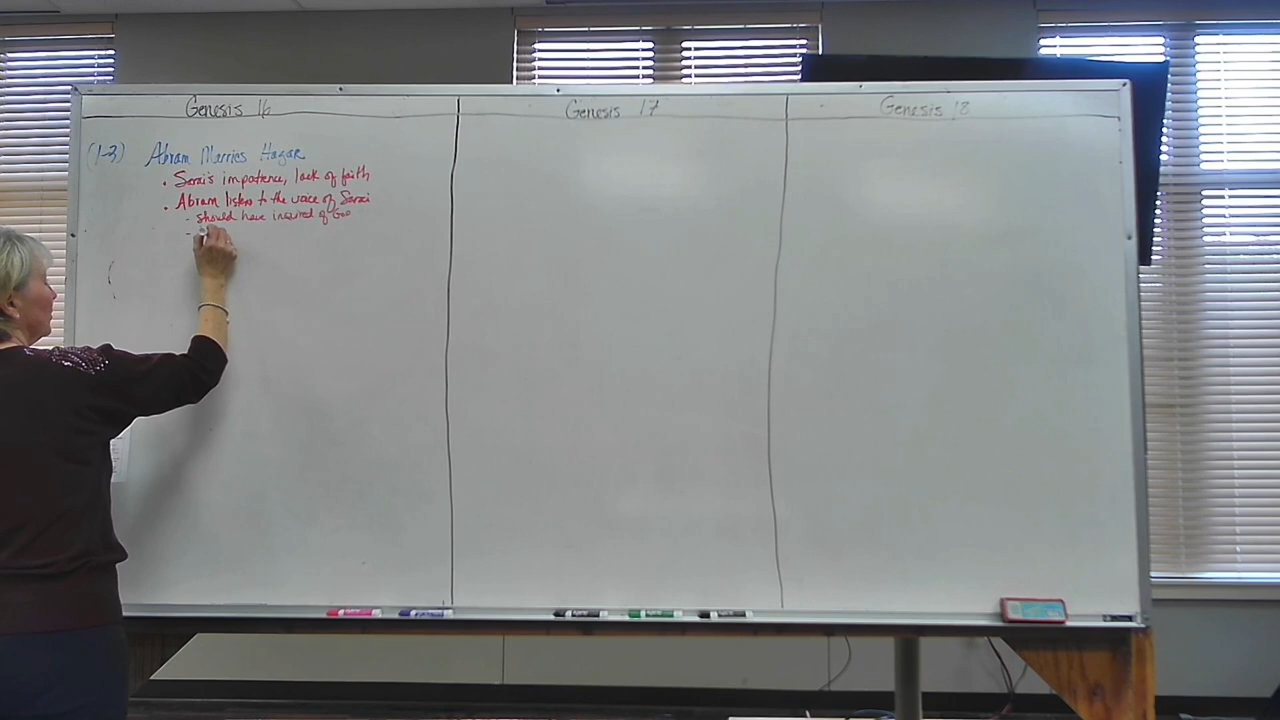 Genesis 16
Genesis 17
Genesis 18
(1-3) Abram Marries Hagar
• Sarai's impatience, lack of faith
• Abram listens to the voice of Sarai
- should have inquired of God
-
(